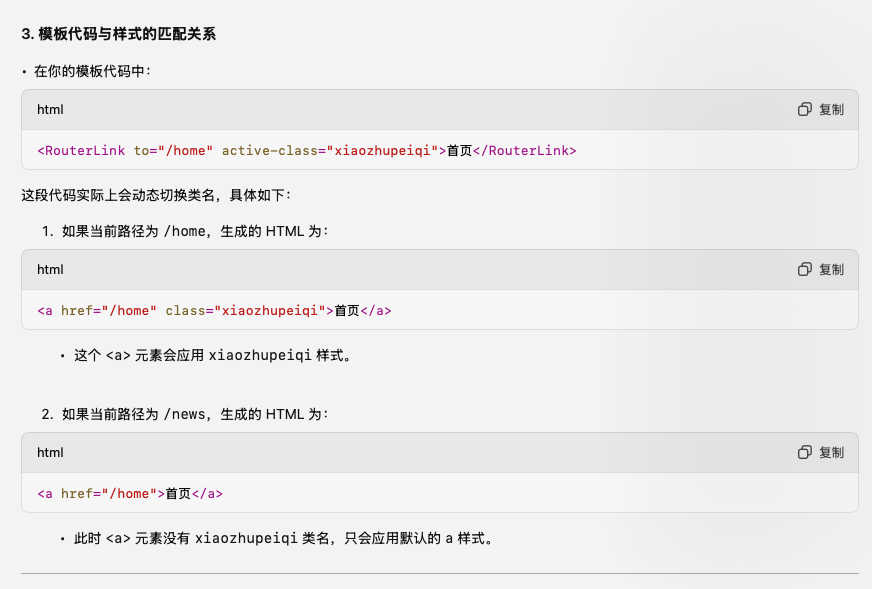 3. 模板代码与样式的匹配关系
• 在你的模板代码中：
html 复制
<RouterLink to="/home" active-class="xiaozhupeiqi">首页</RouterLink>
这段代码实际上会动态切换类名，具体如下：
1. 如果当前路径为 /home，生成的 HTML 为：
html 复制
<a href="/home" class="xiaozhupeiqi">首页</a>
• 这个 <a> 元素会应用 xiaozhupeiqi 样式。
2. 如果当前路径为 /news，生成的 HTML 为：
html 复制
<a href="/home">首页</a>
• 此时 <a> 元素没有 xiaozhupeiqi 类名，只会应用默认的 a 样式。